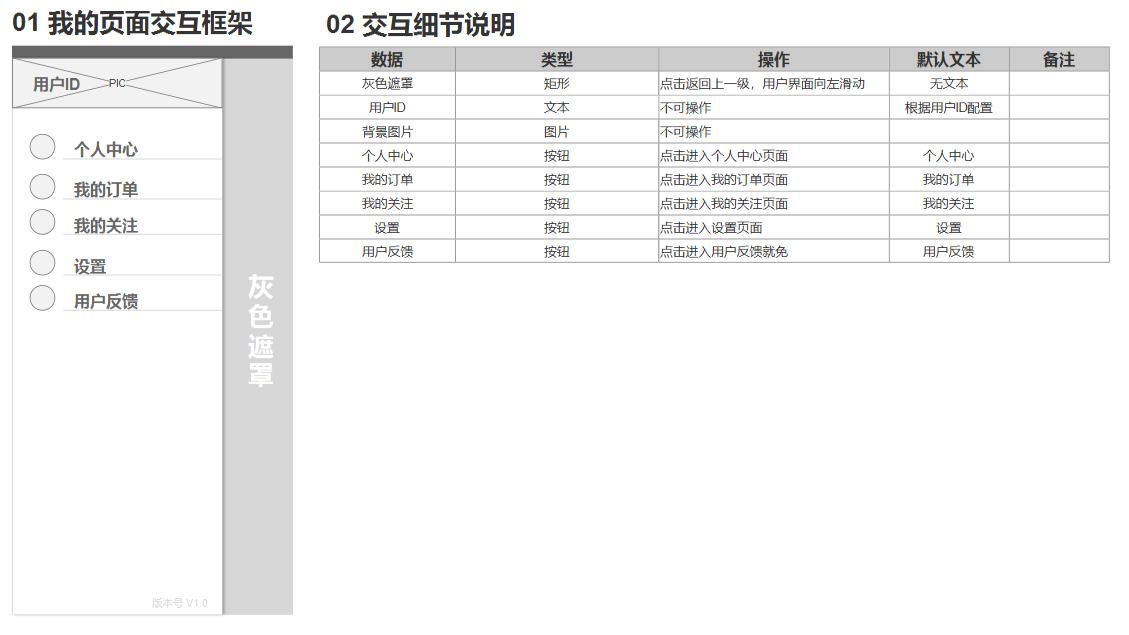 01 我的页面交互框架
用户ID
PIC
个人中心
我的订单
我的关注
设置
用户反馈
灰色遮罩
版本号 V1.0
02 交互细节说明
数据 类型 操作 默认文本 备注
灰色遮罩 矩形 点击返回上一级，用户界面向左滑动 无文本
用户ID 文本 不可操作 根据用户ID配置
背景图片 图片 不可操作
个人中心 按钮 点击进入个人中心页面 个人中心
我的订单 按钮 点击进入我的订单页面 我的订单
我的关注 按钮 点击进入我的关注页面 我的关注
设置 按钮 点击进入设置页面 设置
用户反馈 按钮 点击进入用户反馈就免 用户反馈